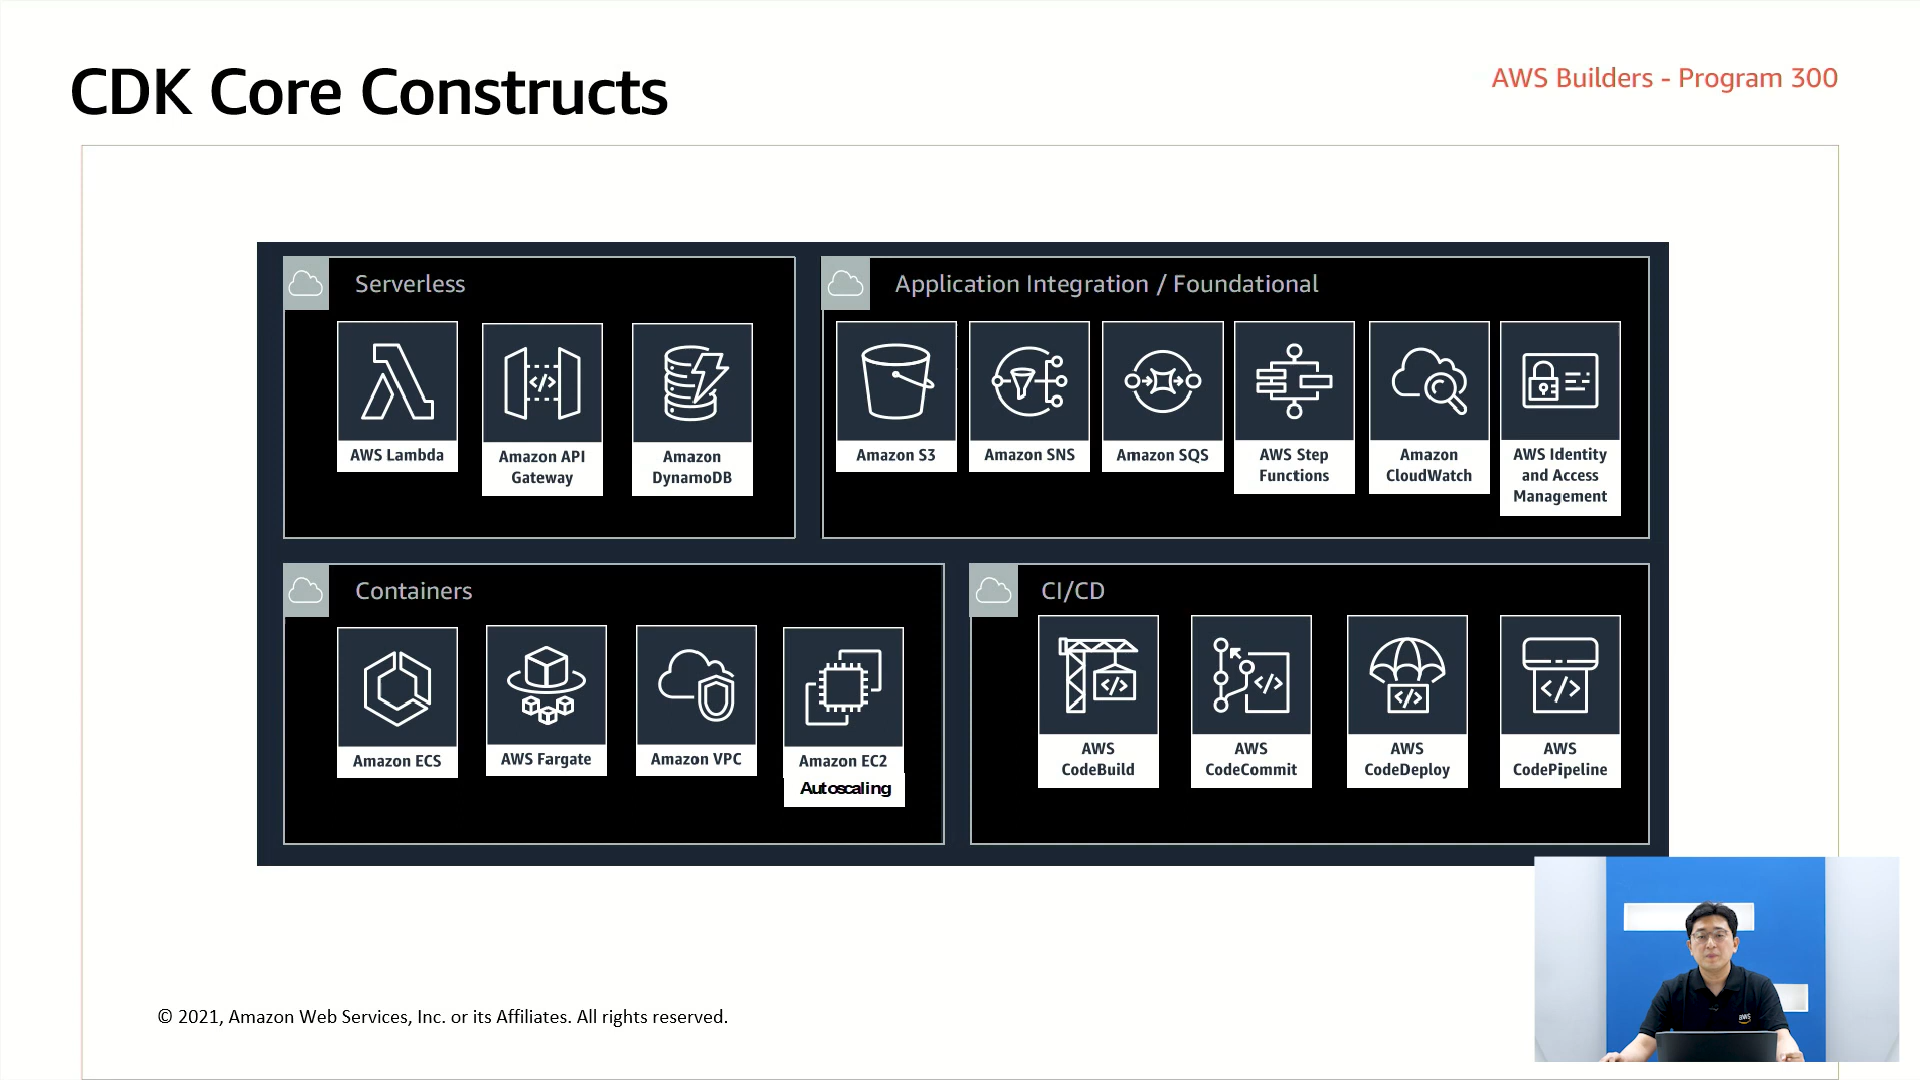 CDK Core Constructs
AWS Builders - Program 300
Serverless
AWS Lambda
Amazon API
Gateway
Amazon
DynamoDB
Application Integration / Foundational
Amazon S3
Amazon SNS
Amazon SQS
AWS Step
Functions
Amazon
CloudWatch
AWS Identity
and Access
Management
Containers
Amazon ECS
AWS Fargate
Amazon VPC
Amazon EC2
Autoscaling
CI/CD
AWS
CodeBuild
AWS
CodeCommit
AWS
CodeDeploy
AWS
CodePipeline
© 2021, Amazon Web Services, Inc. or its Affiliates. All rights reserved.
aws